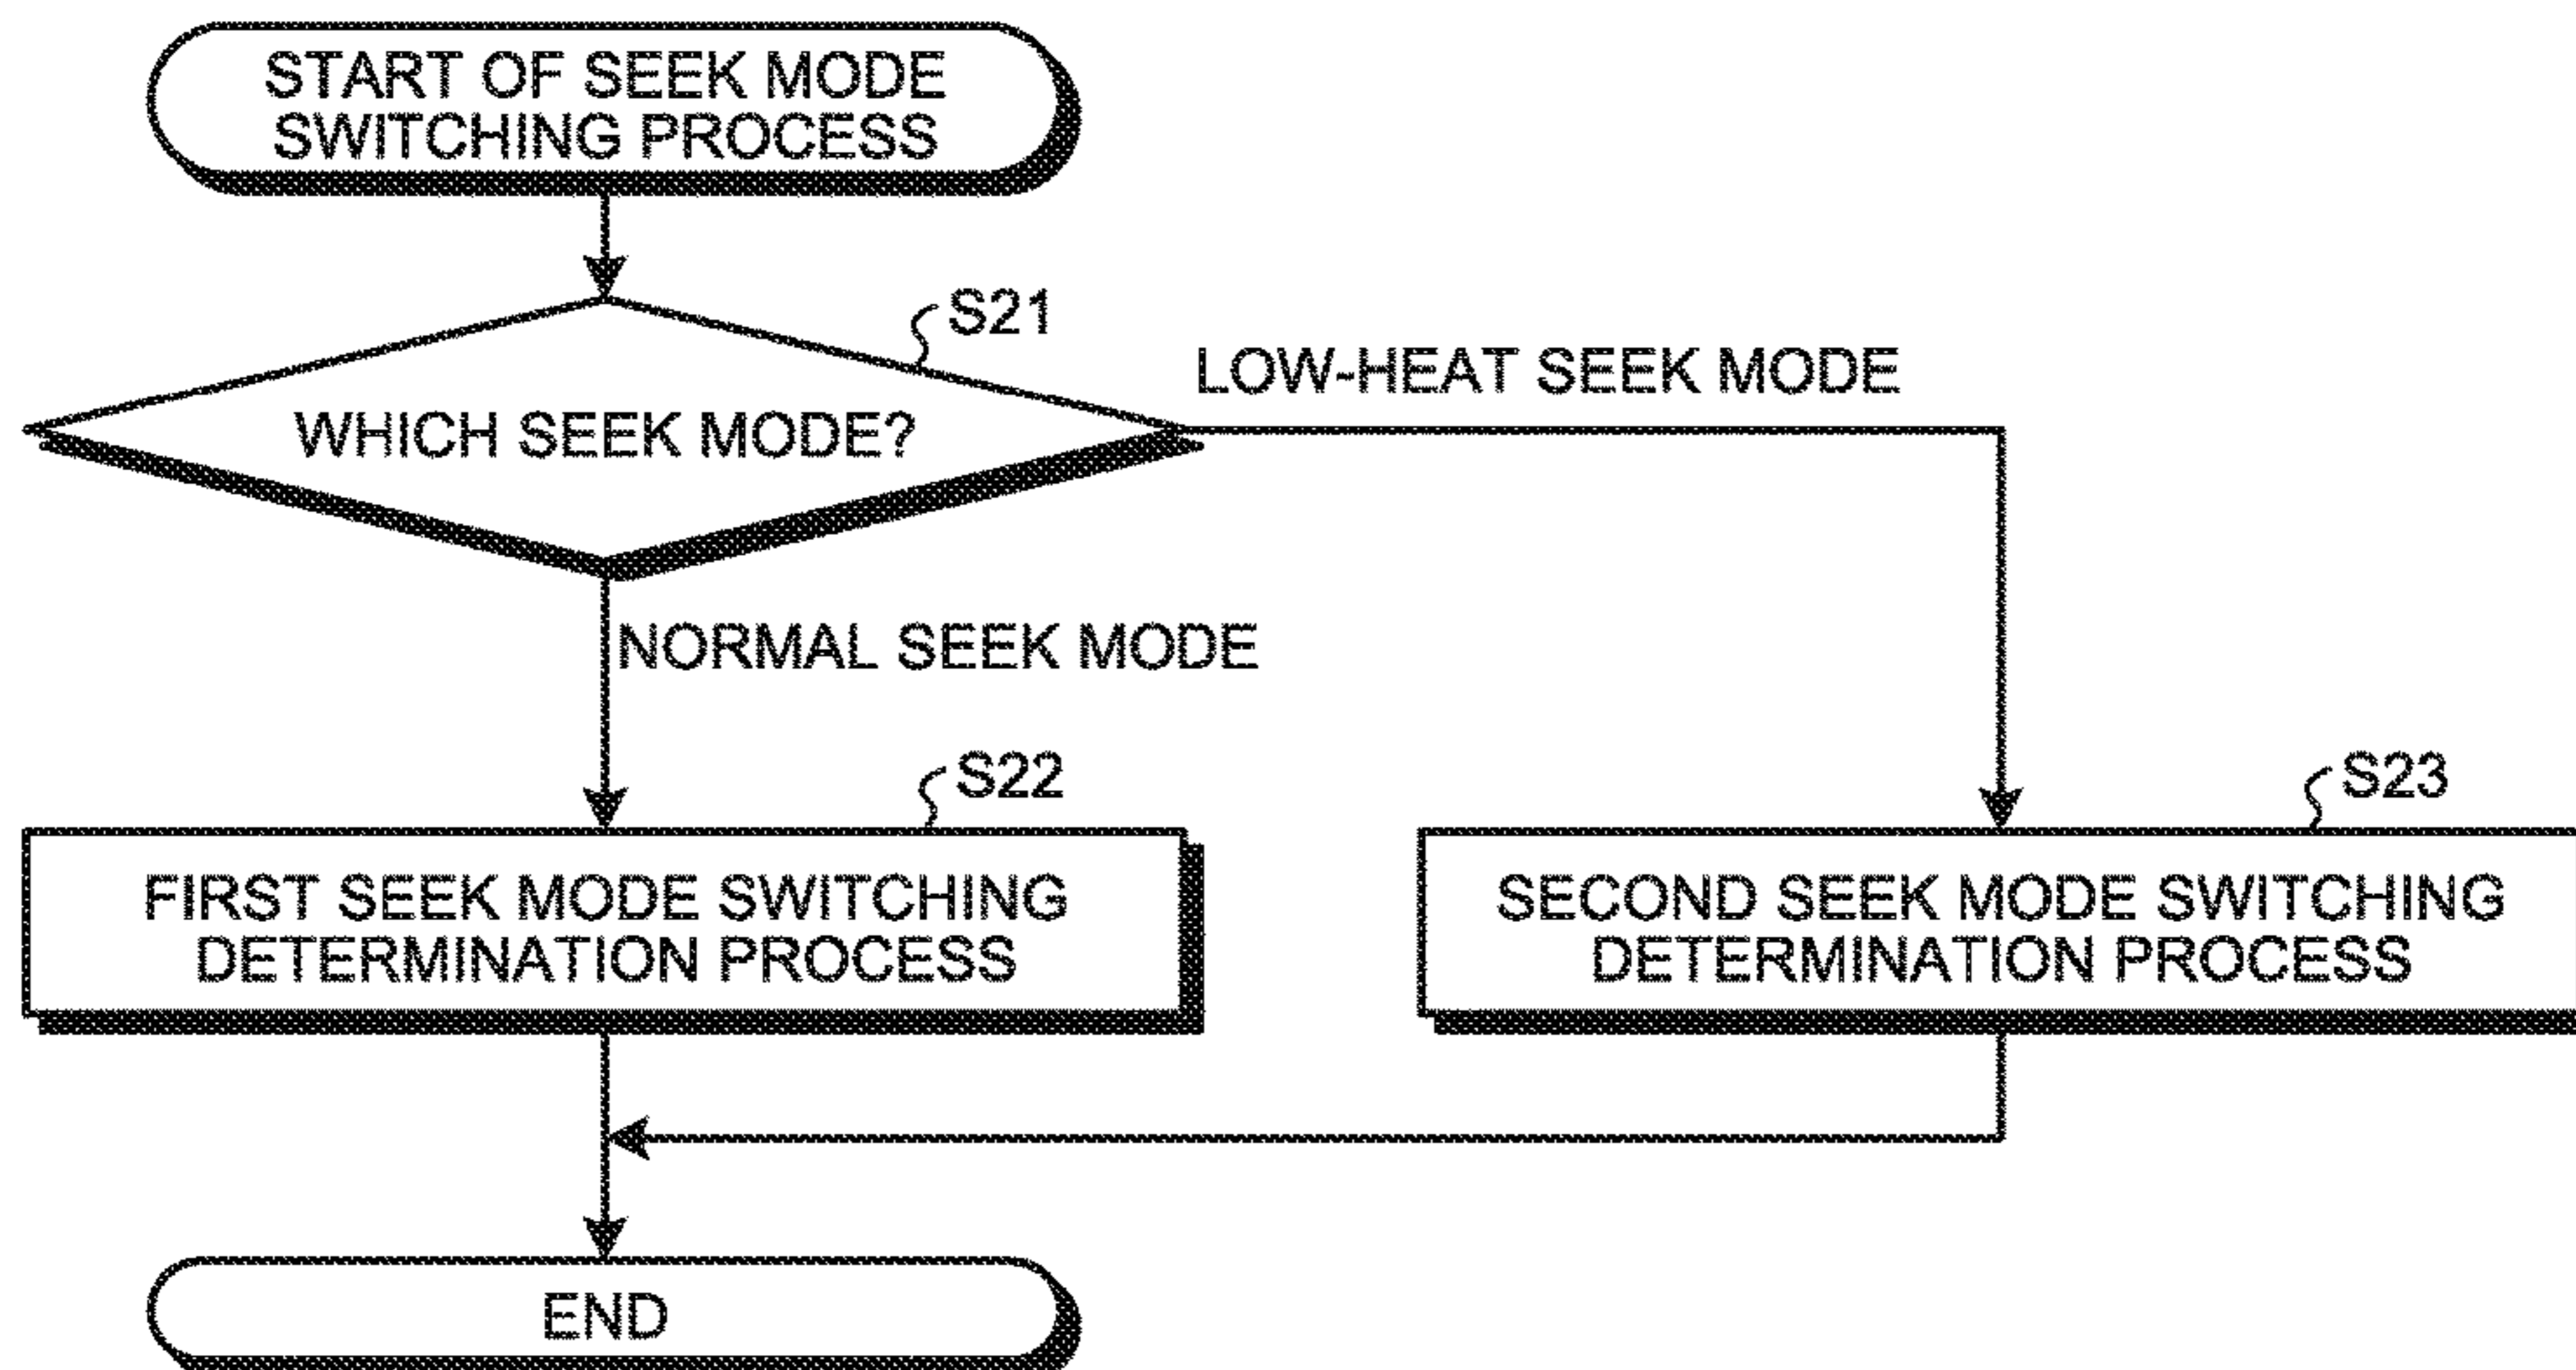 START OF SEEK MODE
SWITCHING PROCESS
S21
LOW-HEAT SEEK MODE
WHICH SEEK MODE?
NORMAL SEEK MODE
S22
S23
FIRST SEEK MODE SWITCHING
DETERMINATION PROCESS
SECOND SEEK MODE SWITCHING
DETERMINATION PROCESS
END